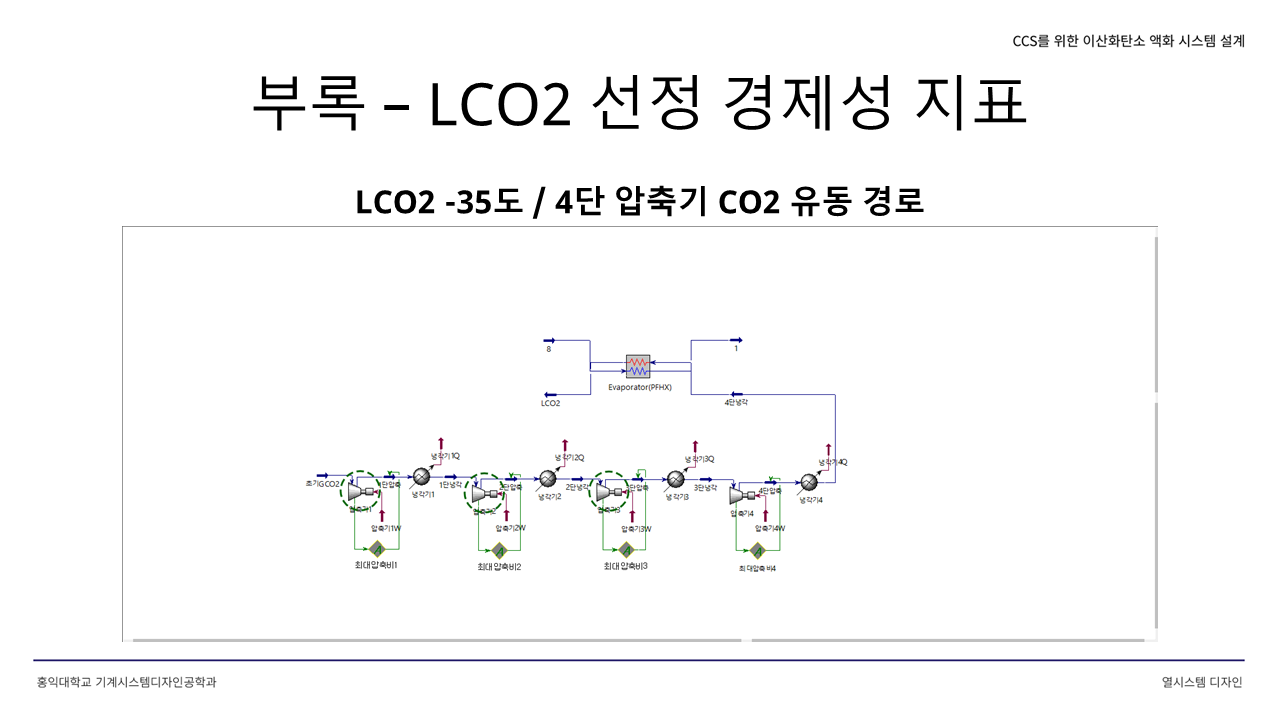 CCS를 위한 이산화탄소 액화 시스템 설계
부록 – LCO2 선정 경제성 지표
LCO2 -35도 / 4단 압축기 CO2 유동 경로
8
1
Evaporator(PFHX)
LCO2
4단냉각
냉각기1Q
냉각기2Q
냉각기3Q
냉각기4Q
초기GCO2
1단냉각
2단압축
2단냉각
3단냉각
4단압축
냉각기1
냉각기2
냉각기3
냉각기4
압축기1
압축기2
압축기3
압축기4
압축기1W
압축기2W
압축기3W
압축기4W
최대압축비1
최대압축비2
최대압축비3
최대압축비4
홍익대학교 기계시스템디자인공학과
열시스템 디자인